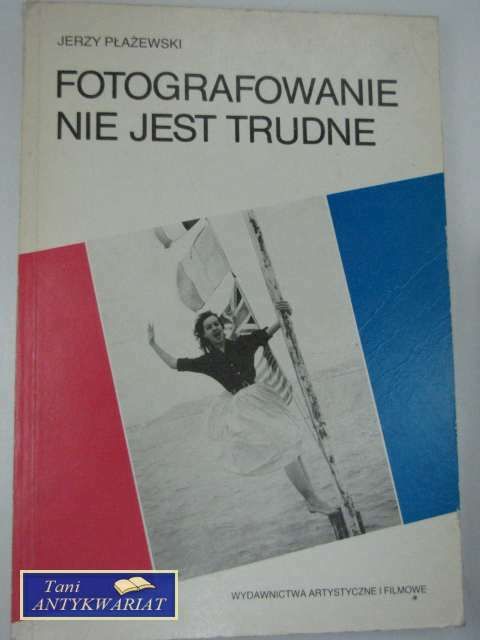 JERZY PŁAŻEWSKI
FOTOGRAFOWANIE
NIE JEST TRUDNE
WYDAWNICTWA ARTYSTYCZNE I FILMOWE
Tani
ANTYKWARIAT